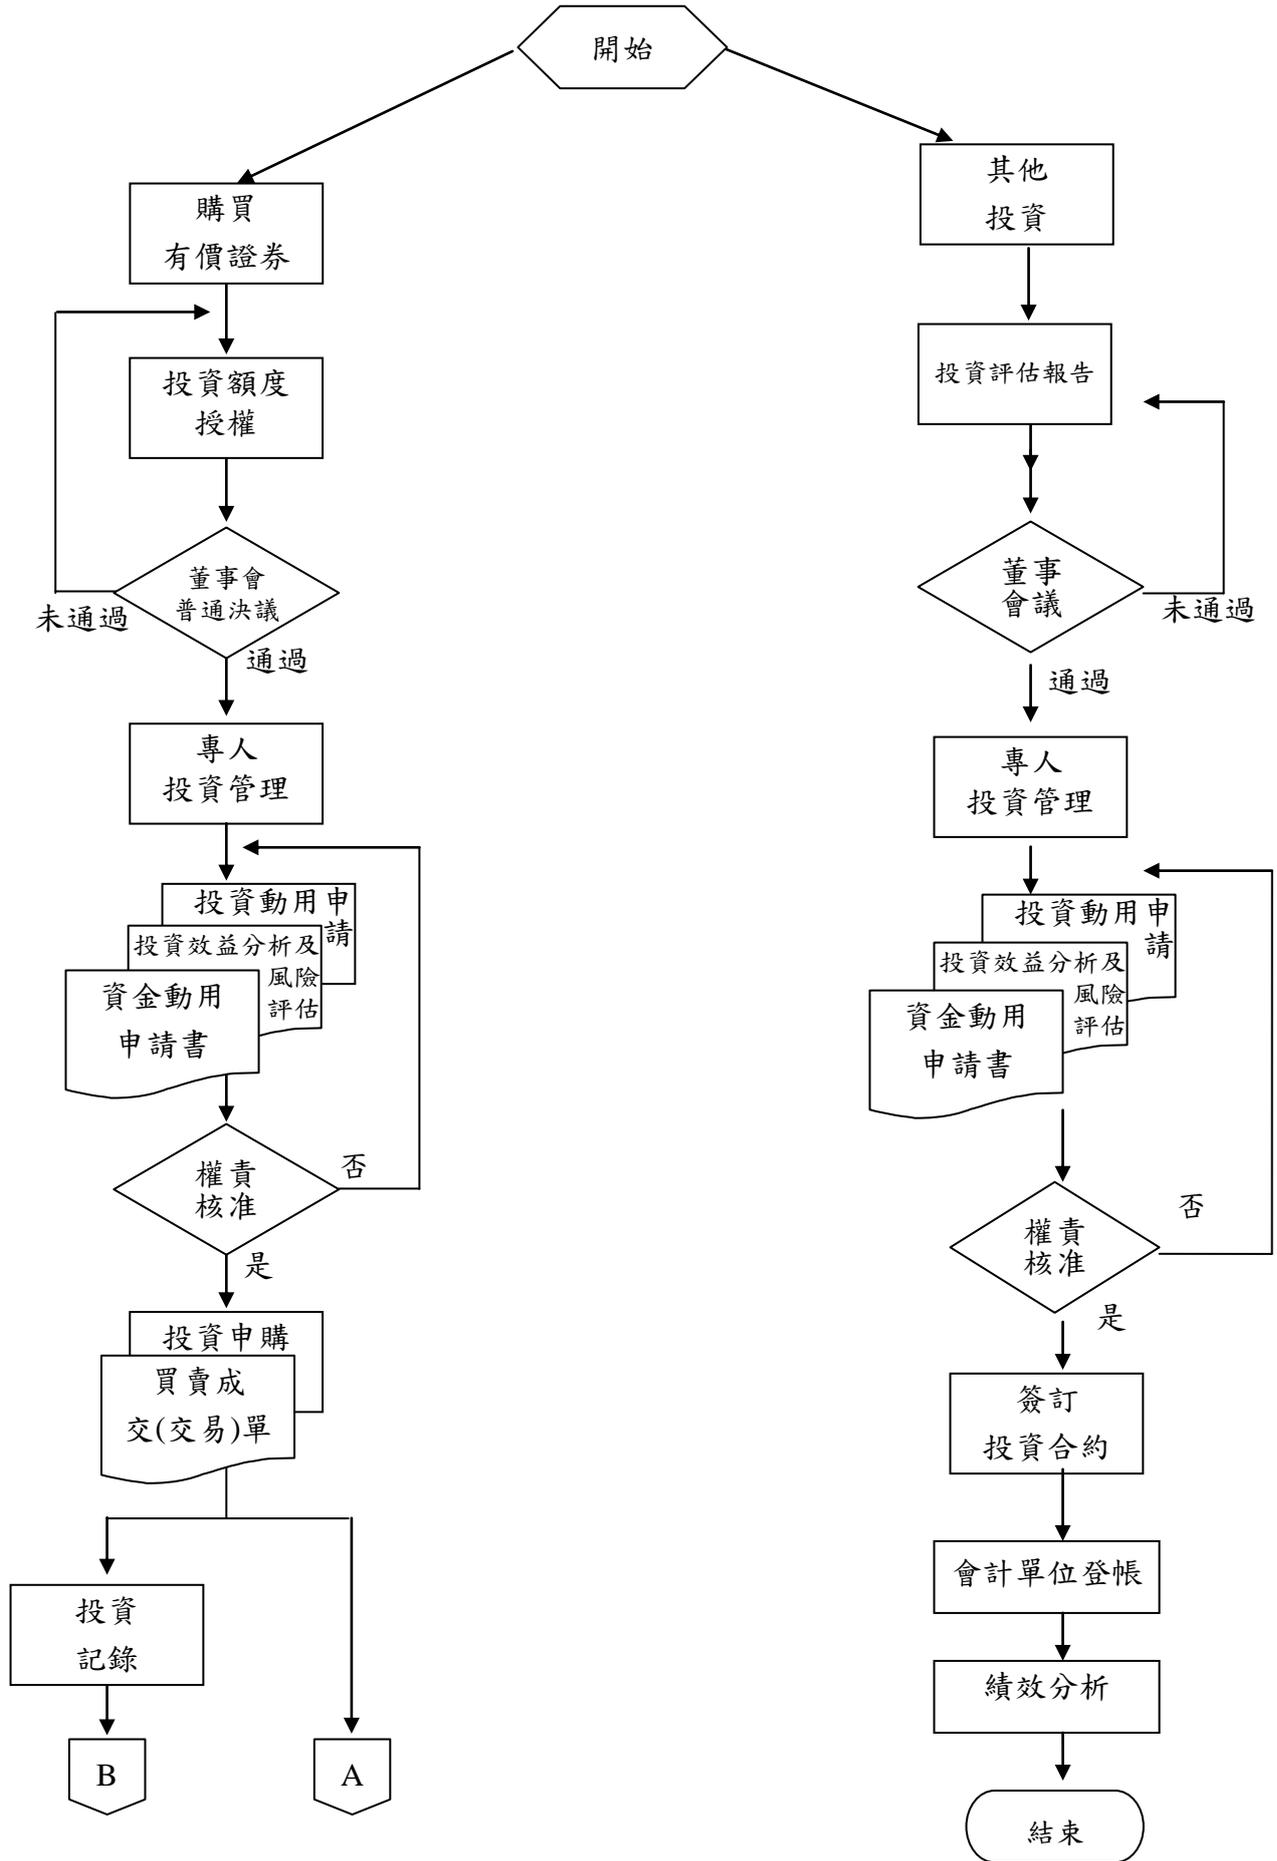 開始
購買
有價證券
投資額度
授權
董事會
普通決議
未通過
通過
專人
投資管理
投資動用申
請
投資效益分析及
風險
評估
資金動用
申請書
權責
核准
否
是
投資申購
買賣成
交(交易)單
投資
記錄
B
A
其他
投資
投資評估報告
董事
會議
未通過
通過
專人
投資管理
投資動用申
請
投資效益分析及
風險
評估
資金動用
申請書
權責
核准
否
是
簽訂
投資合約
會計單位登帳
績效分析
結束